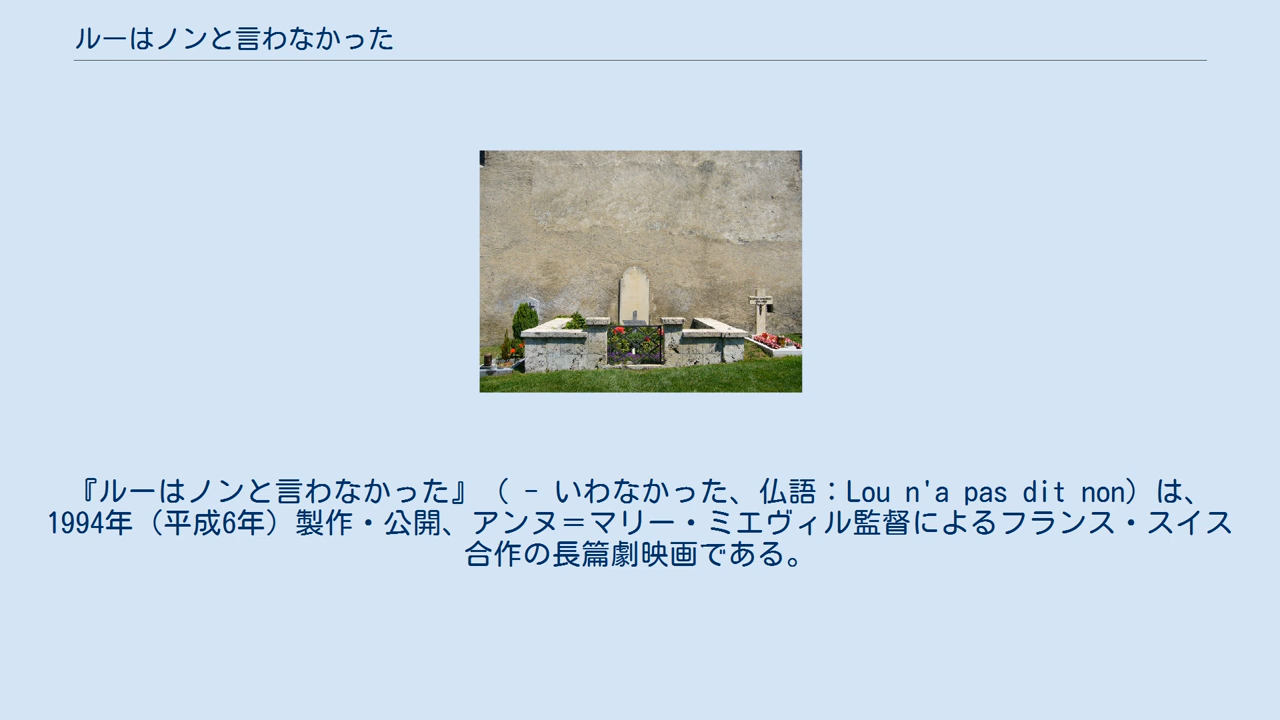 ルーはノンと言わなかった
『ルーはノンと言わなかった』（ - いわなかった、仏語：Lou n'a pas dit non）は、
1994年（平成6年）製作・公開、アンヌ＝マリー・ミエヴィル監督によるフランス・スイス
合作の長篇劇映画である。